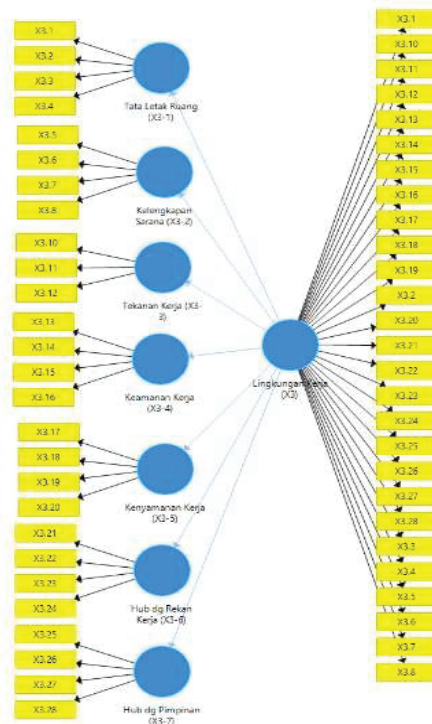 X3.1
X3.2
X3.3
X3.4
Tata Letak Ruang
(X3-1)
X3.5
X3.6
X3.7
X3.8
Kelengkapan
Sarana (X3-2)
X3.10
X3.11
X3.12
Tekanan Kerja (X3-
3)
X3.13
X3.14
X3.15
X3.16
Keamanan Kerja
(X3-4)
X3.17
X3.18
X3.19
X3.20
Kenyamanan Kerja
(X3-5)
X3.21
X3.22
X3.23
X3.24
Hub dg Rekan
Kerja (X3-6)
X3.25
X3.26
X3.27
X3.28
Hub dg Pimpinan
(X3-7)
Lingkungan Kerja
(X3)
X3.1
X3.10
X3.11
X3.12
X3.13
X3.14
X3.15
X3.16
X3.17
X3.18
X3.19
X3.2
X3.20
X3.21
X3.22
X3.23
X3.24
X3.25
X3.26
X3.27
X3.28
X3.3
X3.4
X3.5
X3.6
X3.7
X3.8